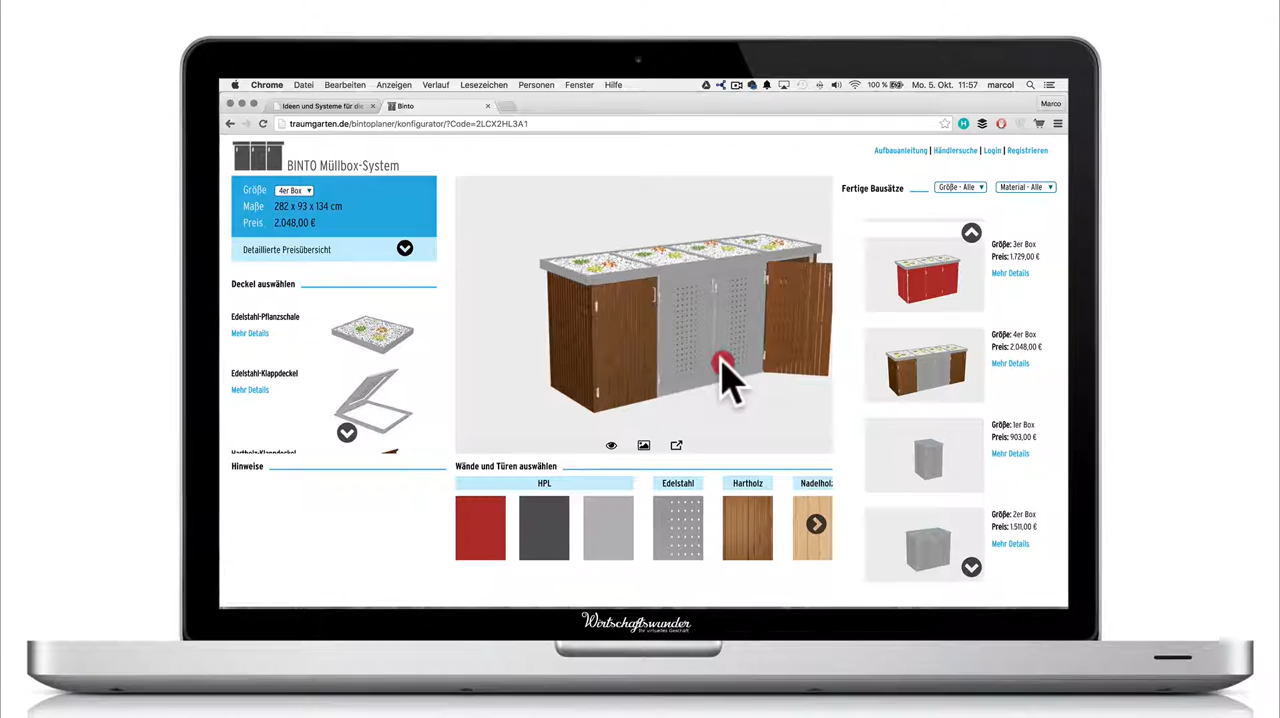 Chrome Datei Bearbeiten Anzeigen Verlauf Lesezeichen Personen Fenster Hilfe
100 % Mo. 5. Okt. 11:57 marcol
Ideen und Systeme für die
Binto
Marco
traumgarten.de/bintoplaner/konfigurator/?Code=2LCX2HL3A1
BINTO Müllbox-System
Aufbauanleitung | Händlersuche | Login | Registrieren
Größe 4er Box
Maße 282 x 93 x 134 cm
Preis 2.048,00 €
Detaillierte Preisübersicht
Deckel auswählen
Edelstahl-Pflanzschale
Mehr Details
Edelstahl-Klappdeckel
Mehr Details
Hartholz-Klappdeckel
Hinweise
Wände und Türen auswählen
HPL Edelstahl Hartholz Nadelholz
Fertige Bausätze Größe - Alle Material - Alle
Größe: 3er Box
Preis: 1.729,00 €
Mehr Details
Größe: 4er Box
Preis: 2.048,00 €
Mehr Details
Größe: 1er Box
Preis: 903,00 €
Mehr Details
Größe: 2er Box
Preis: 1.511,00 €
Mehr Details
Wirtschaftswunder
Ihr virtuelles Geschäft